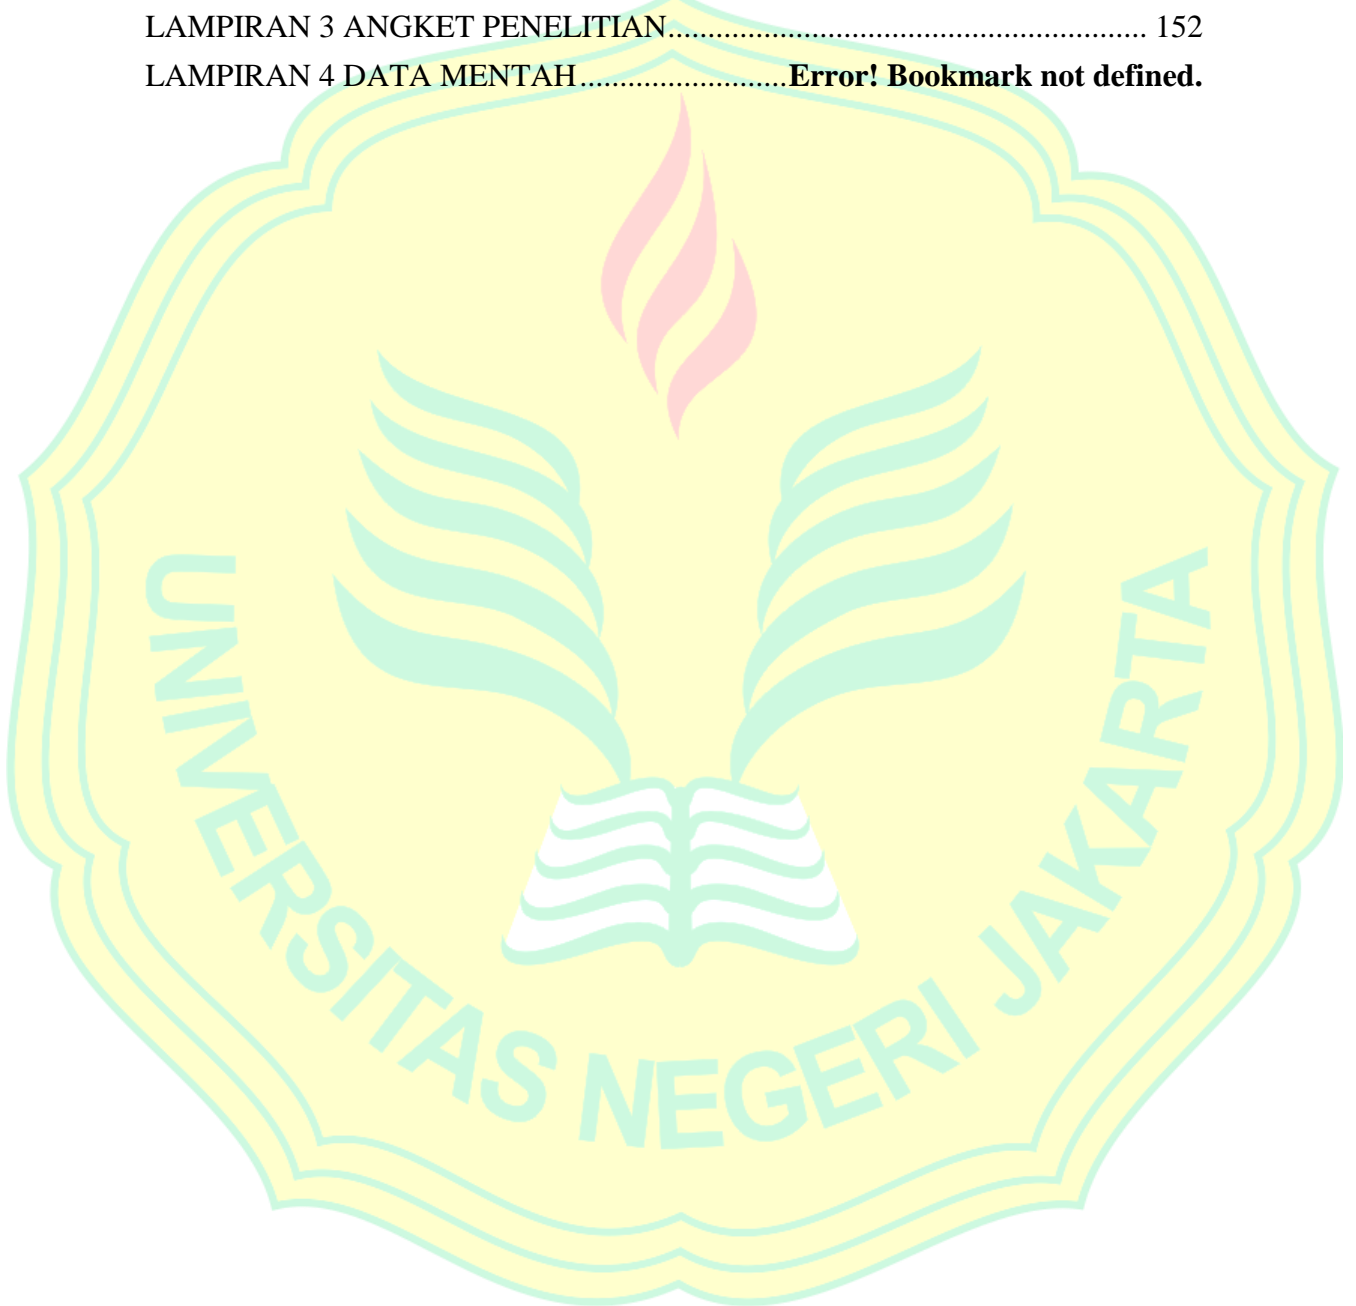 LAMPIRAN 3 ANGKET PENELITIAN............................................................ 152
LAMPIRAN 4 DATA MENTAH..........................Error! Bookmark not defined.
UNIVERSITAS NEGERI JAKARTA